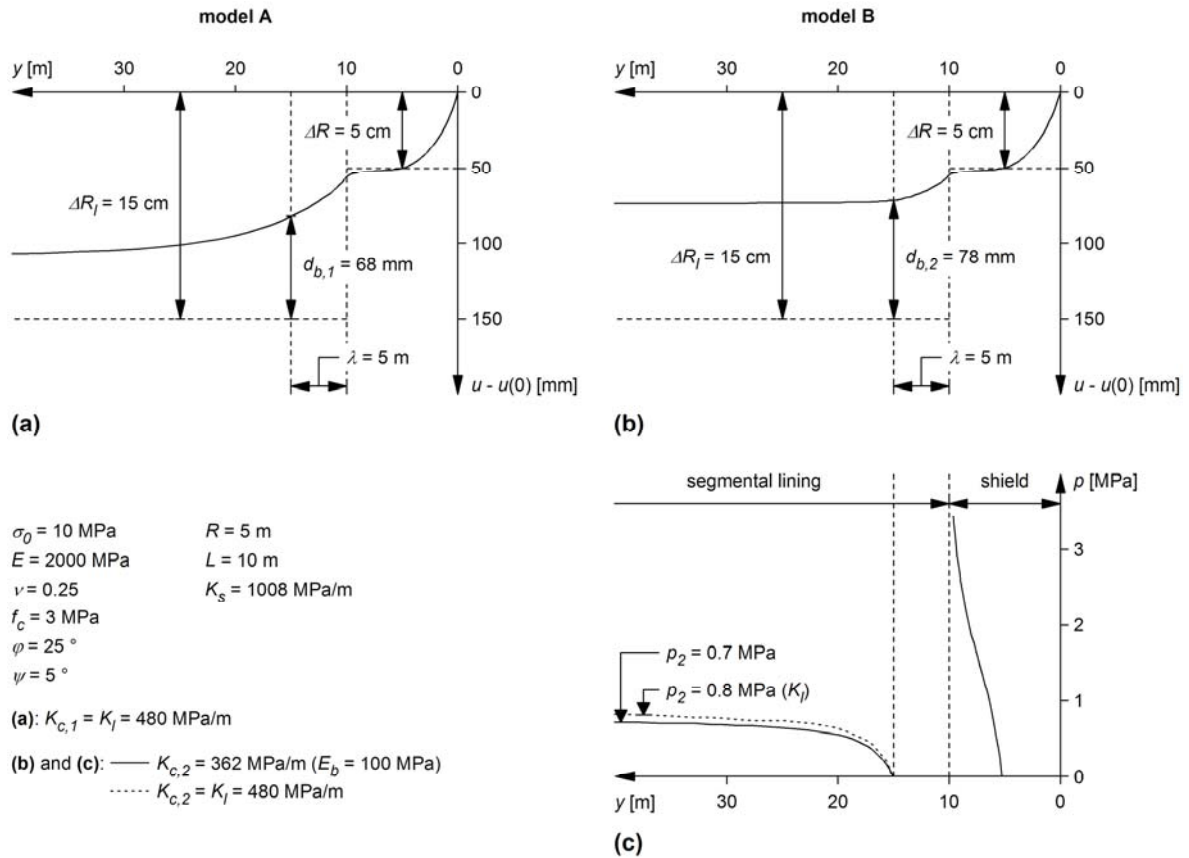 model A
y [m] 30 20 10 0
0
ΔR = 5 cm
50
ΔR_l = 15 cm
100
d_b,1 = 68 mm
150
λ = 5 m
u - u(0) [mm]
(a)
model B
y [m] 30 20 10 0
0
ΔR = 5 cm
50
ΔR_l = 15 cm
100
d_b,2 = 78 mm
150
λ = 5 m
u - u(0) [mm]
(b)
σ_0 = 10 MPa R = 5 m
E = 2000 MPa L = 10 m
ν = 0.25 K_s = 1008 MPa/m
f_c = 3 MPa
φ = 25 °
ψ = 5 °
(a): K_c,1 = K_l = 480 MPa/m
(b) and (c): K_c,2 = 362 MPa/m (E_b = 100 MPa)
K_c,2 = K_l = 480 MPa/m
segmental lining shield p [MPa]
3
2
p_2 = 0.7 MPa
p_2 = 0.8 MPa (K_l)
1
0
y [m] 30 20 10 0
(c)